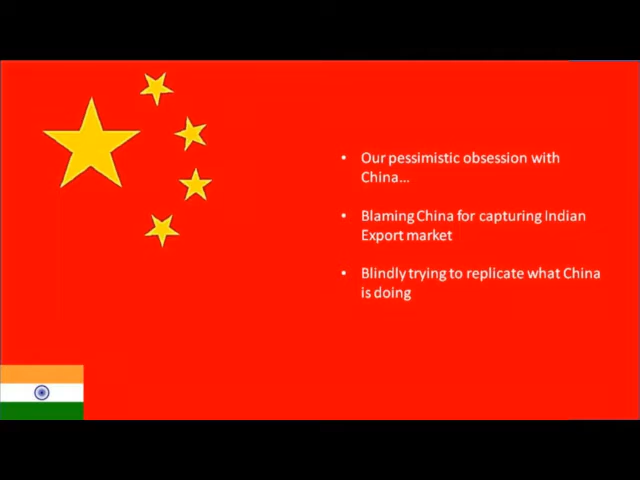 • Our pessimistic obsession with
China...
• Blaming China for capturing Indian
Export market
• Blindly trying to replicate what China
is doing